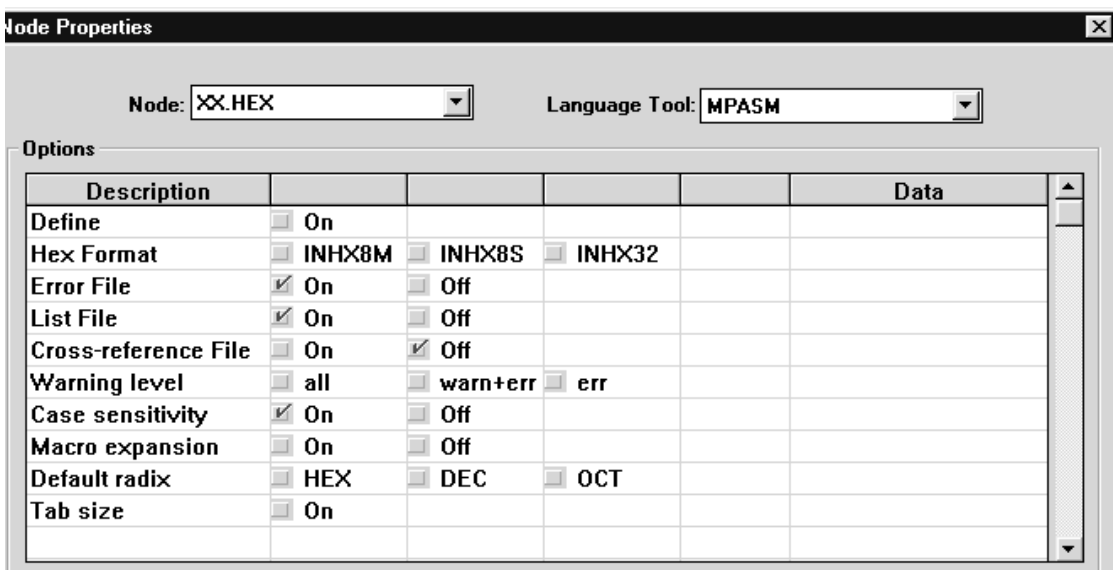 Node Properties
Node: XX.HEX Language Tool: MPASM
Options
Description Data
Define On
Hex Format INHX8M INHX8S INHX32
Error File On Off
List File On Off
Cross-reference File On Off
Warning level all warn+err err
Case sensitivity On Off
Macro expansion On Off
Default radix HEX DEC OCT
Tab size On